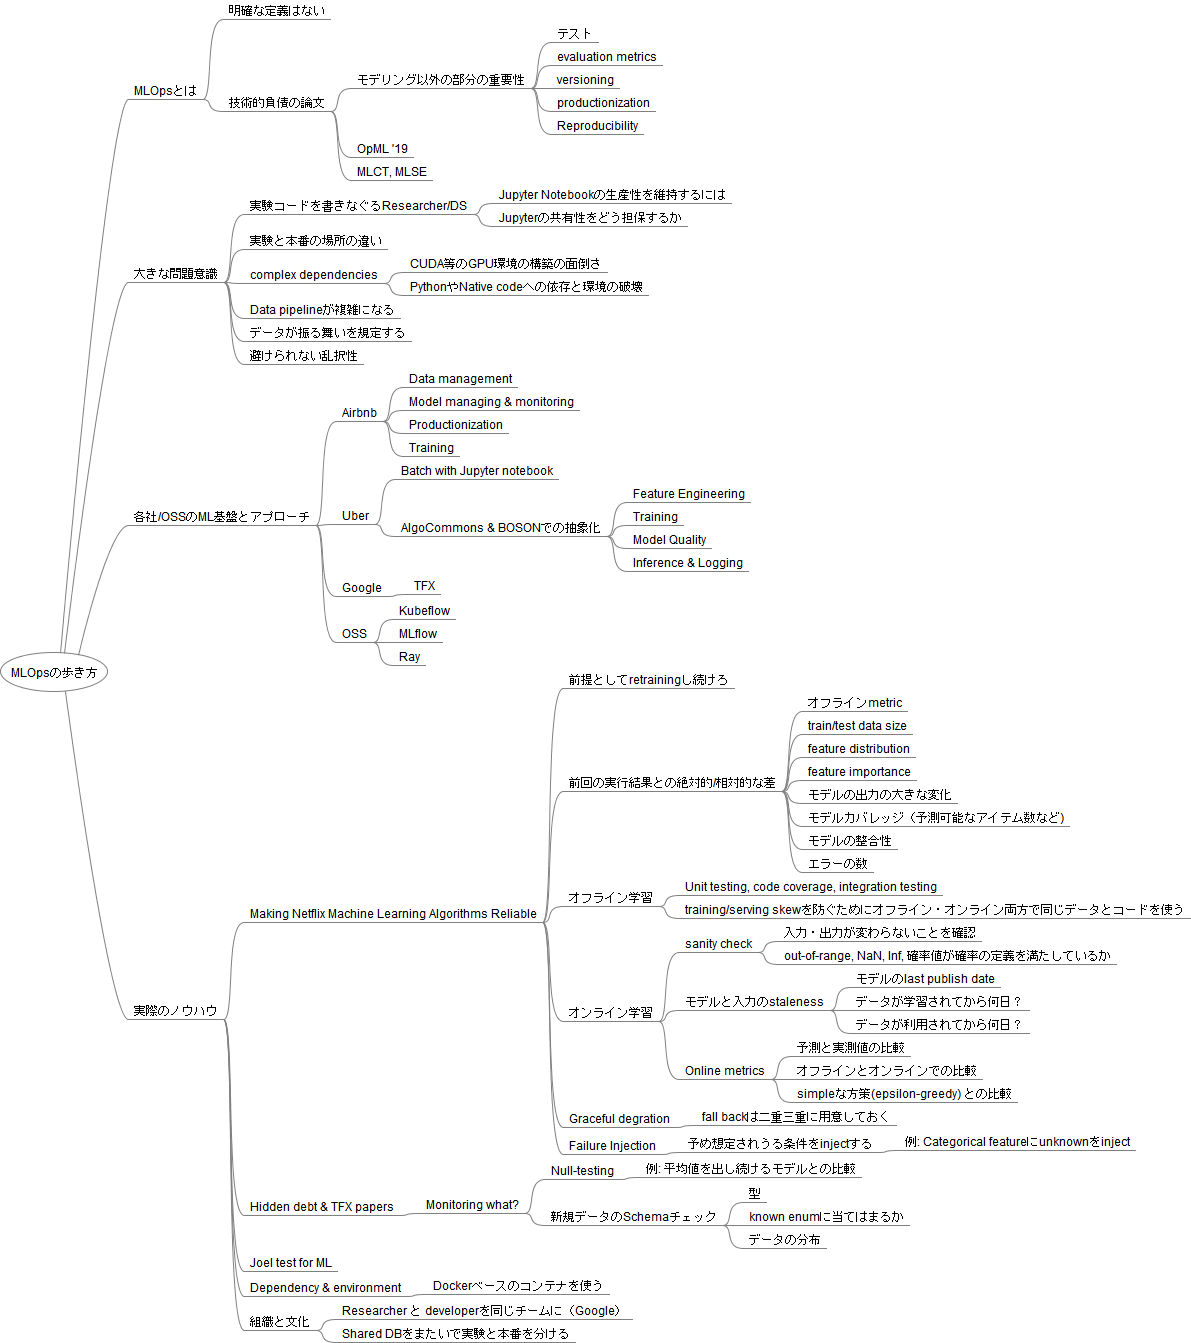 明確な定義はない
MLOpsとは
技術的負債の論文
モデリング以外の部分の重要性
テスト
evaluation metrics
versioning
productionization
Reproducibility
OpML '19
MLCT, MLSE
大きな問題意識
実験コードを書きなぐるResearcher/DS
Jupyter Notebookの生産性を維持するには
Jupyterの共有性をどう担保するか
実験と本番の場所の違い
complex dependencies
CUDA等のGPU環境の構築の面倒さ
PythonやNative codeへの依存と環境の破壊
Data pipelineが複雑になる
データが振る舞いを規定する
避けられない乱択性
各社/OSSのML基盤とアプローチ
Airbnb
Data management
Model managing & monitoring
Productionization
Training
Uber
Batch with Jupyter notebook
AlgoCommons & BOSONでの抽象化
Feature Engineering
Training
Model Quality
Inference & Logging
Google
TFX
OSS
Kubeflow
MLflow
Ray
MLOpsの歩き方
実際のノウハウ
Making Netflix Machine Learning Algorithms Reliable
前提としてretrainingし続けろ
前回の実行結果との絶対的/相対的な差
オフラインmetric
train/test data size
feature distribution
feature importance
モデルの出力の大きな変化
モデルカバレッジ（予測可能なアイテム数など）
モデルの整合性
エラーの数
オフライン学習
Unit testing, code coverage, integration testing
training/serving skewを防ぐためにオフライン・オンライン両方で同じデータとコードを使う
オンライン学習
sanity check
入力・出力が変わらないことを確認
out-of-range, NaN, Inf, 確率値が確率の定義を満たしているか
モデルと入力のstaleness
モデルのlast publish date
データが学習されてから何日？
データが利用されてから何日？
Online metrics
予測と実測値の比較
オフラインとオンラインでの比較
simpleな方策(epsilon-greedy) との比較
Graceful degration
fall backは二重三重に用意しておく
Failure Injection
予め想定されうる条件をinjectする
例: Categorical featureにunknownをinject
Hidden debt & TFX papers
Monitoring what?
Null-testing
例: 平均値を出し続けるモデルとの比較
新規データのSchemaチェック
型
known enumに当てはまるか
データの分布
Joel test for ML
Dependency & environment
Dockerベースのコンテナを使う
組織と文化
Researcher と developerを同じチームに（Google）
Shared DBをまたいで実験と本番を分ける